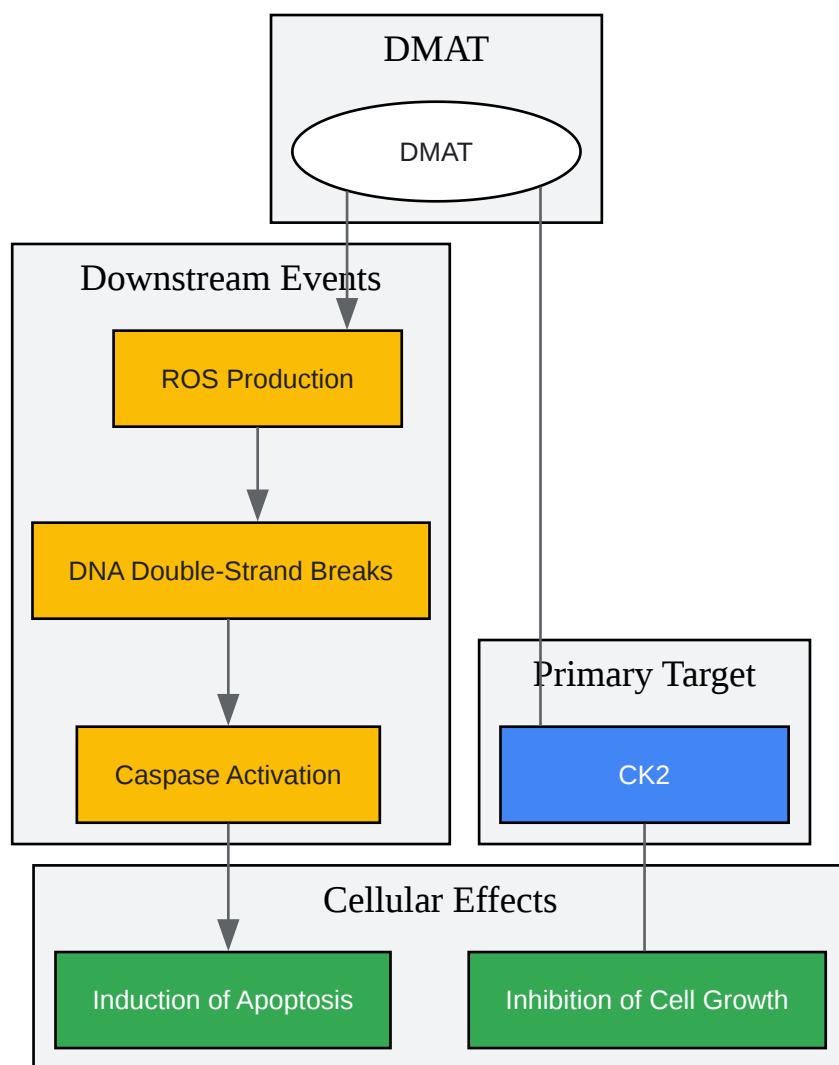 DMAT
DMAT
Downstream Events
ROS Production
DNA Double-Strand Breaks
Primary Target
Caspase Activation
CK2
Cellular Effects
Induction of Apoptosis
Inhibition of Cell Growth